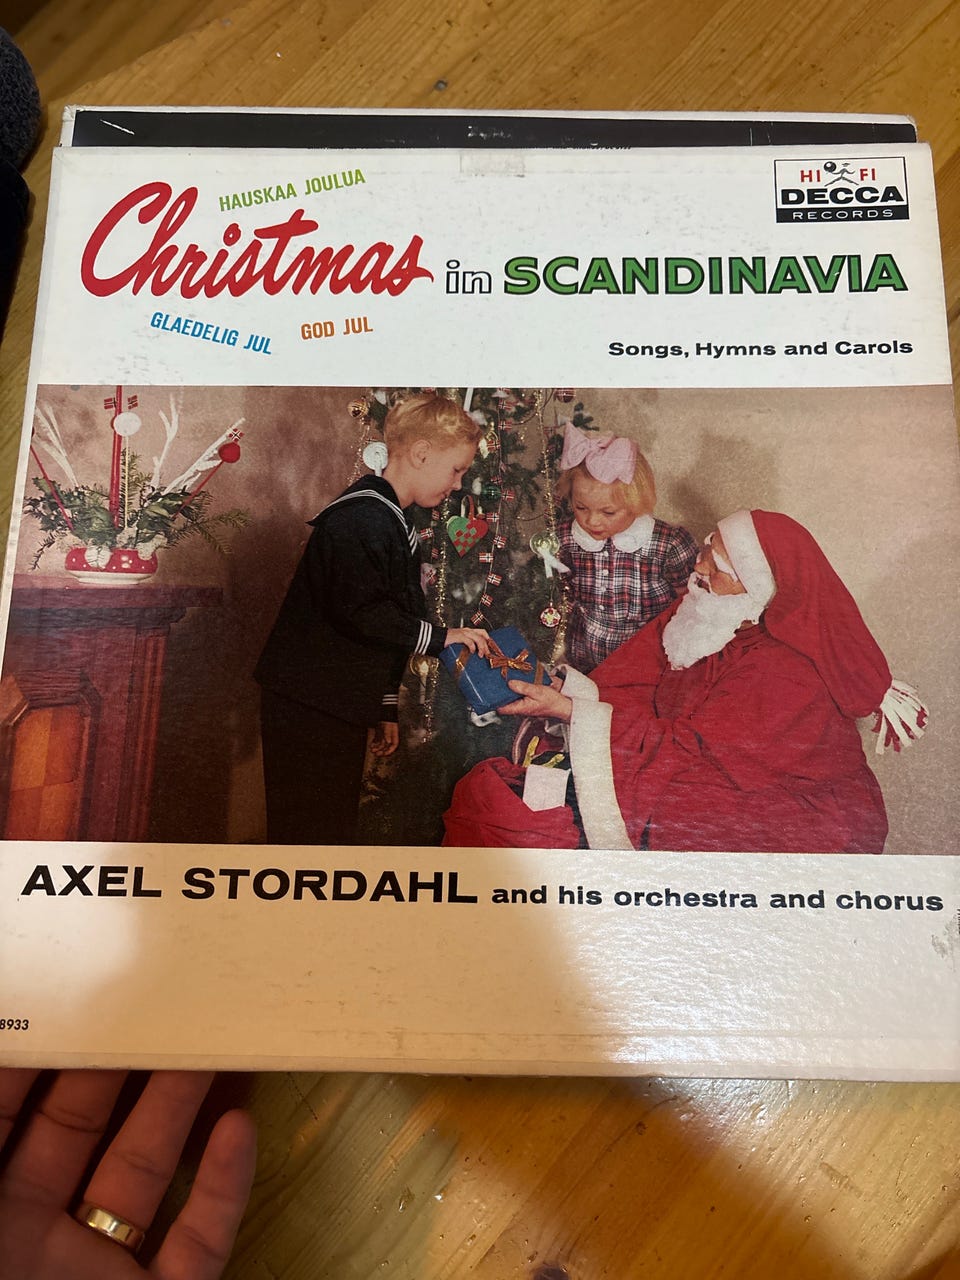 HAUSKAA JOULUA
Christmas in SCANDINAVIA
GLAEDELIG JUL
GOD JUL
HI FI
DECCA
RECORDS
Songs, Hymns and Carols
AXEL STORDAHL and his orchestra and chorus
8933